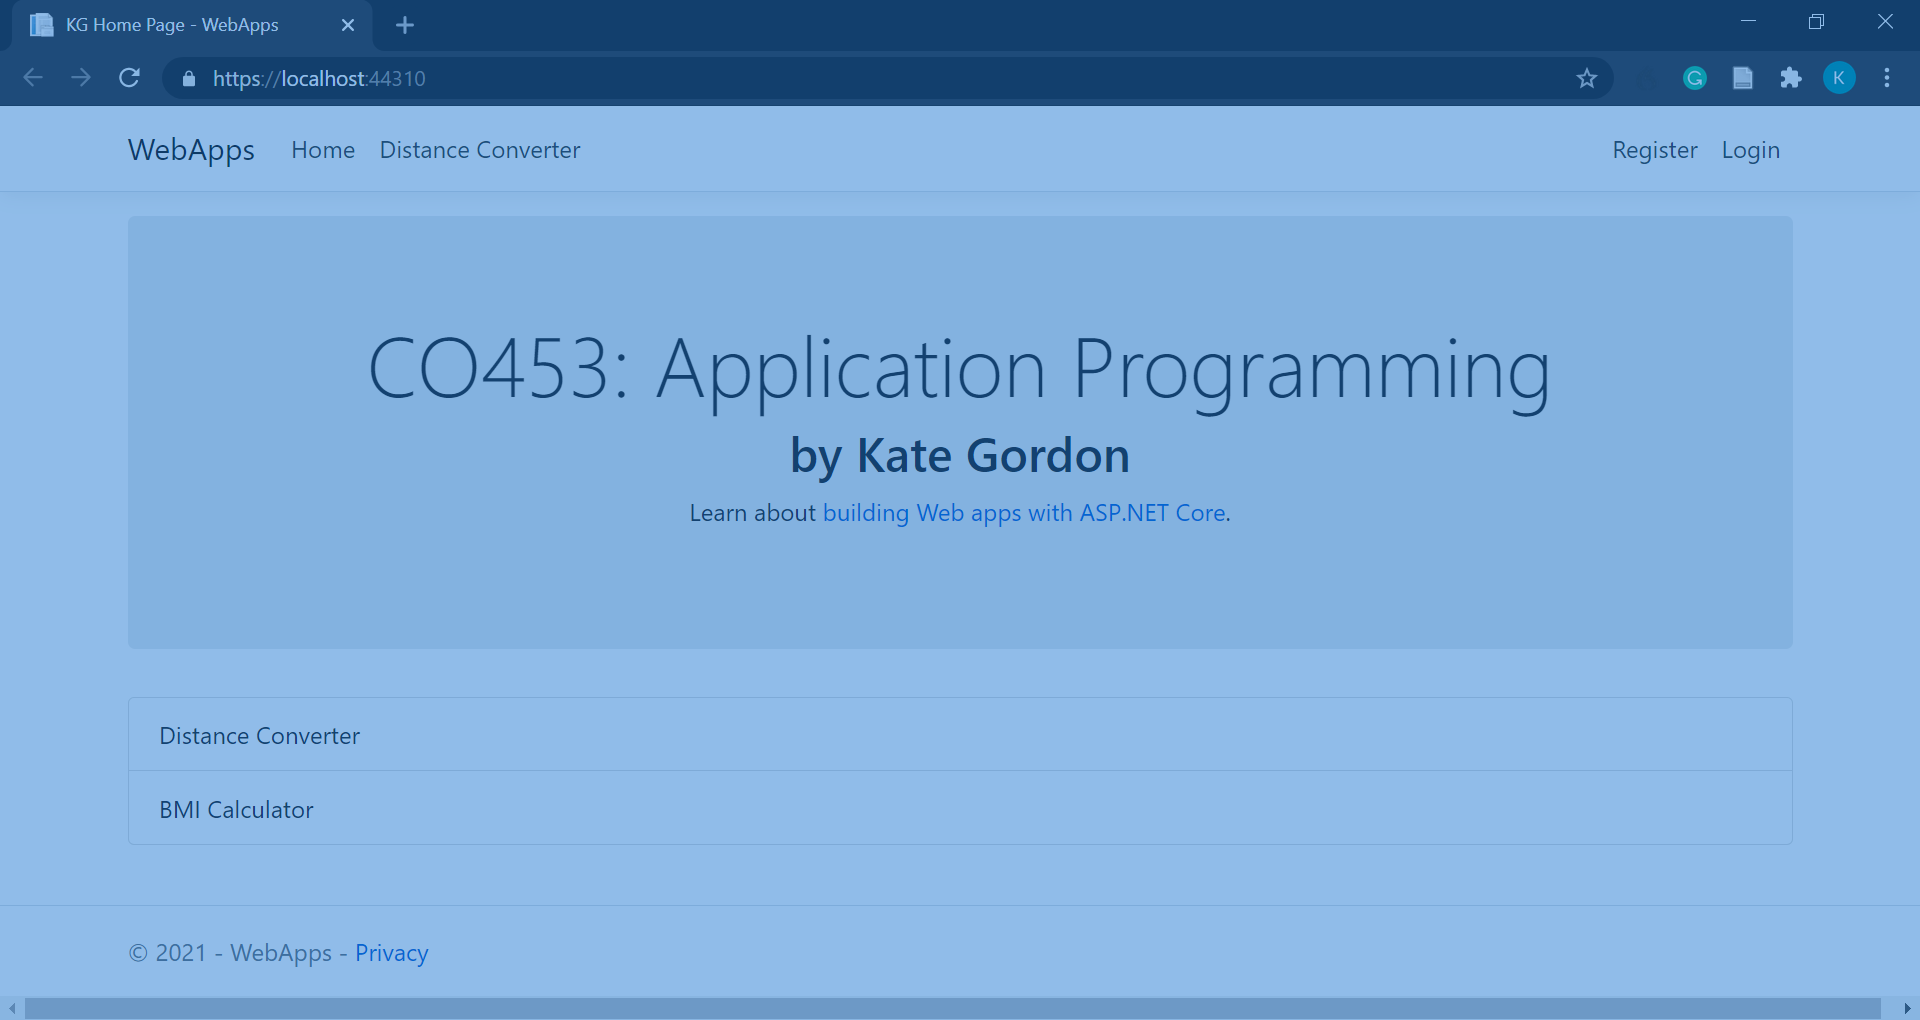 KG Home Page - WebApps
https://localhost:44310
K
WebApps Home Distance Converter Register Login
CO453: Application Programming
by Kate Gordon
Learn about building Web apps with ASP.NET Core.
Distance Converter
BMI Calculator
© 2021 - WebApps - Privacy